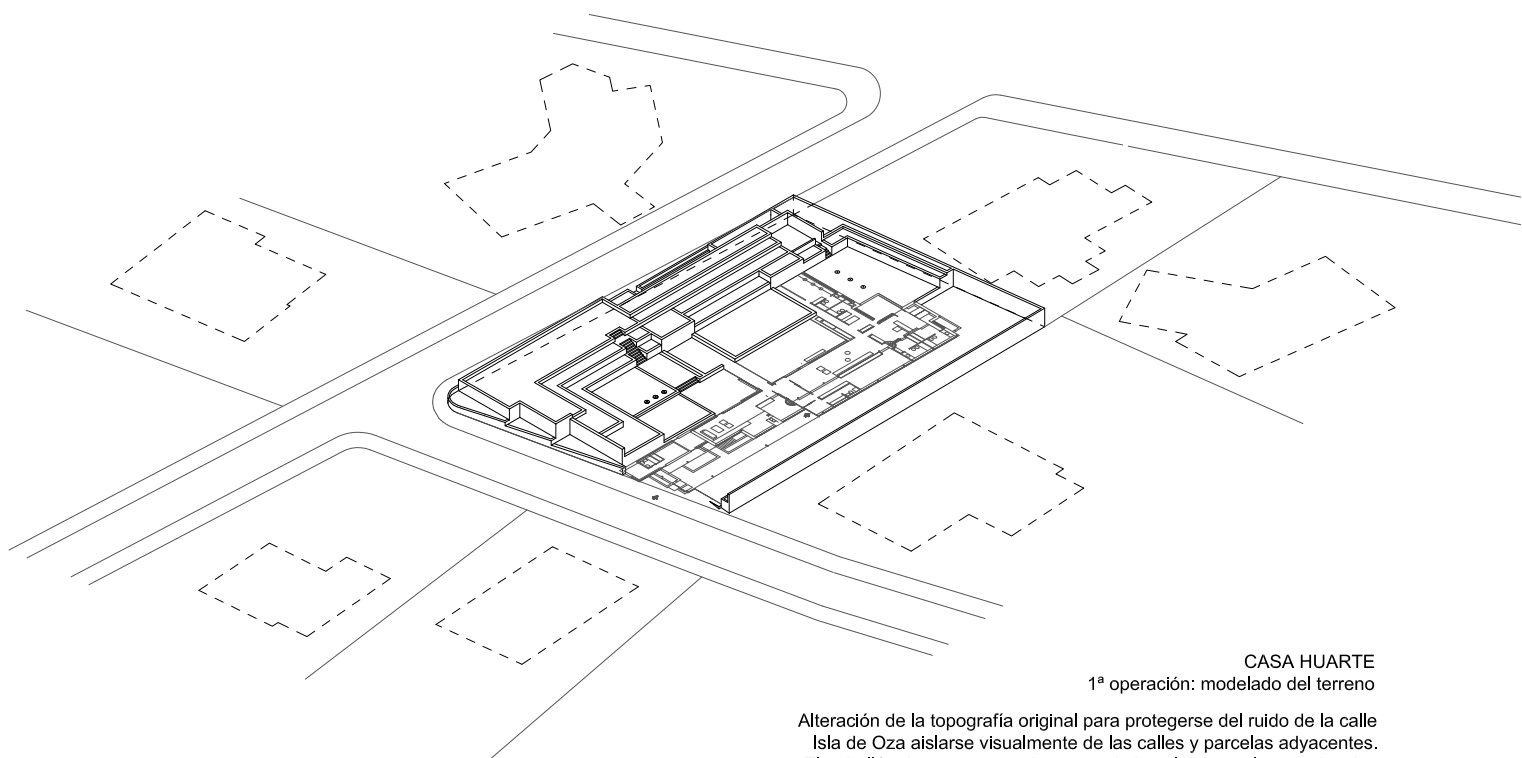 CASA HUARTE
1ª operación: modelado del terreno
Alteración de la topografía original para protegerse del ruido de la calle
Isla de Oza aislarse visualmente de las calles y parcelas adyacentes.